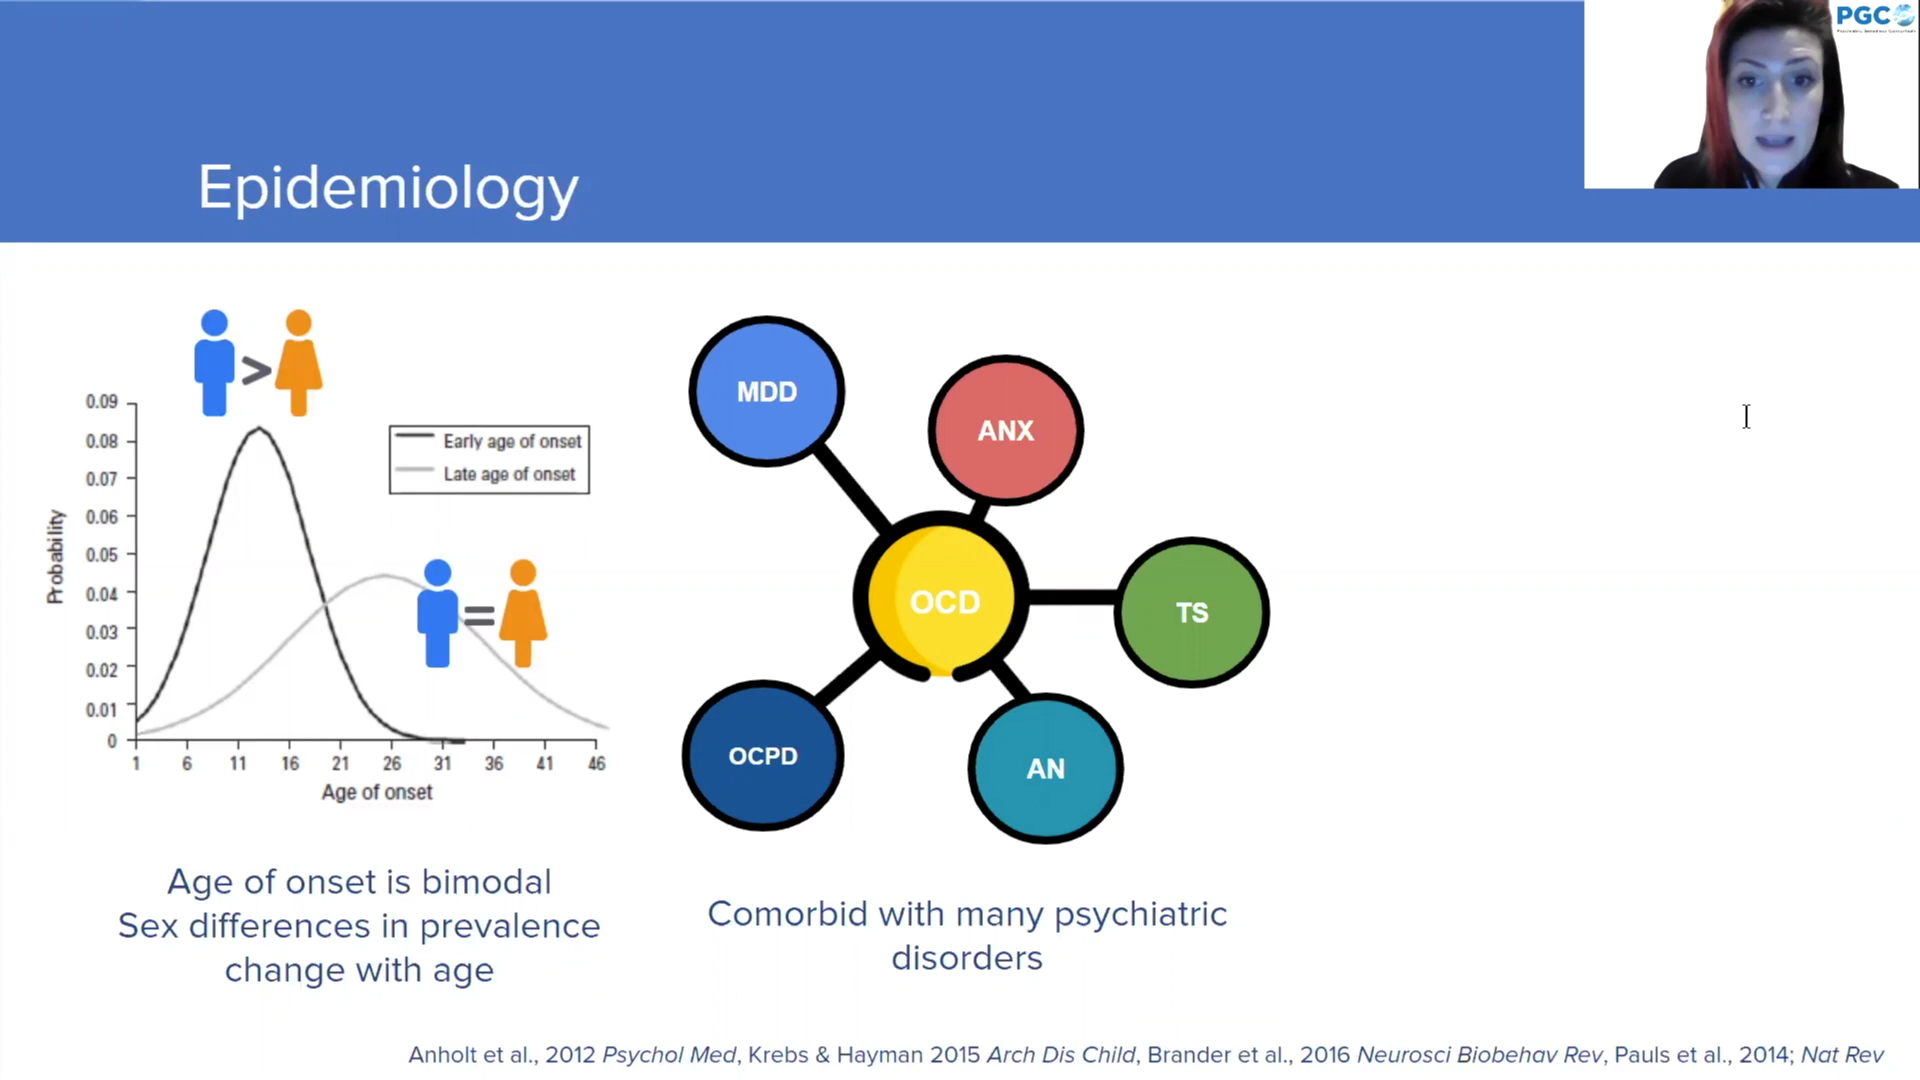 PGC
Epidemiology
>
0.09
0.08
0.07
0.06
0.05
0.04
0.03
0.02
0.01
0
Probability
Early age of onset
Late age of onset
=
1 6 11 16 21 26 31 36 41 46
Age of onset
MDD
ANX
OCD
TS
OCPD
AN
Age of onset is bimodal
Sex differences in prevalence
change with age
Comorbid with many psychiatric
disorders
Anholt et al., 2012 Psychol Med, Krebs & Hayman 2015 Arch Dis Child, Brander et al., 2016 Neurosci Biobehav Rev, Pauls et al., 2014; Nat Rev